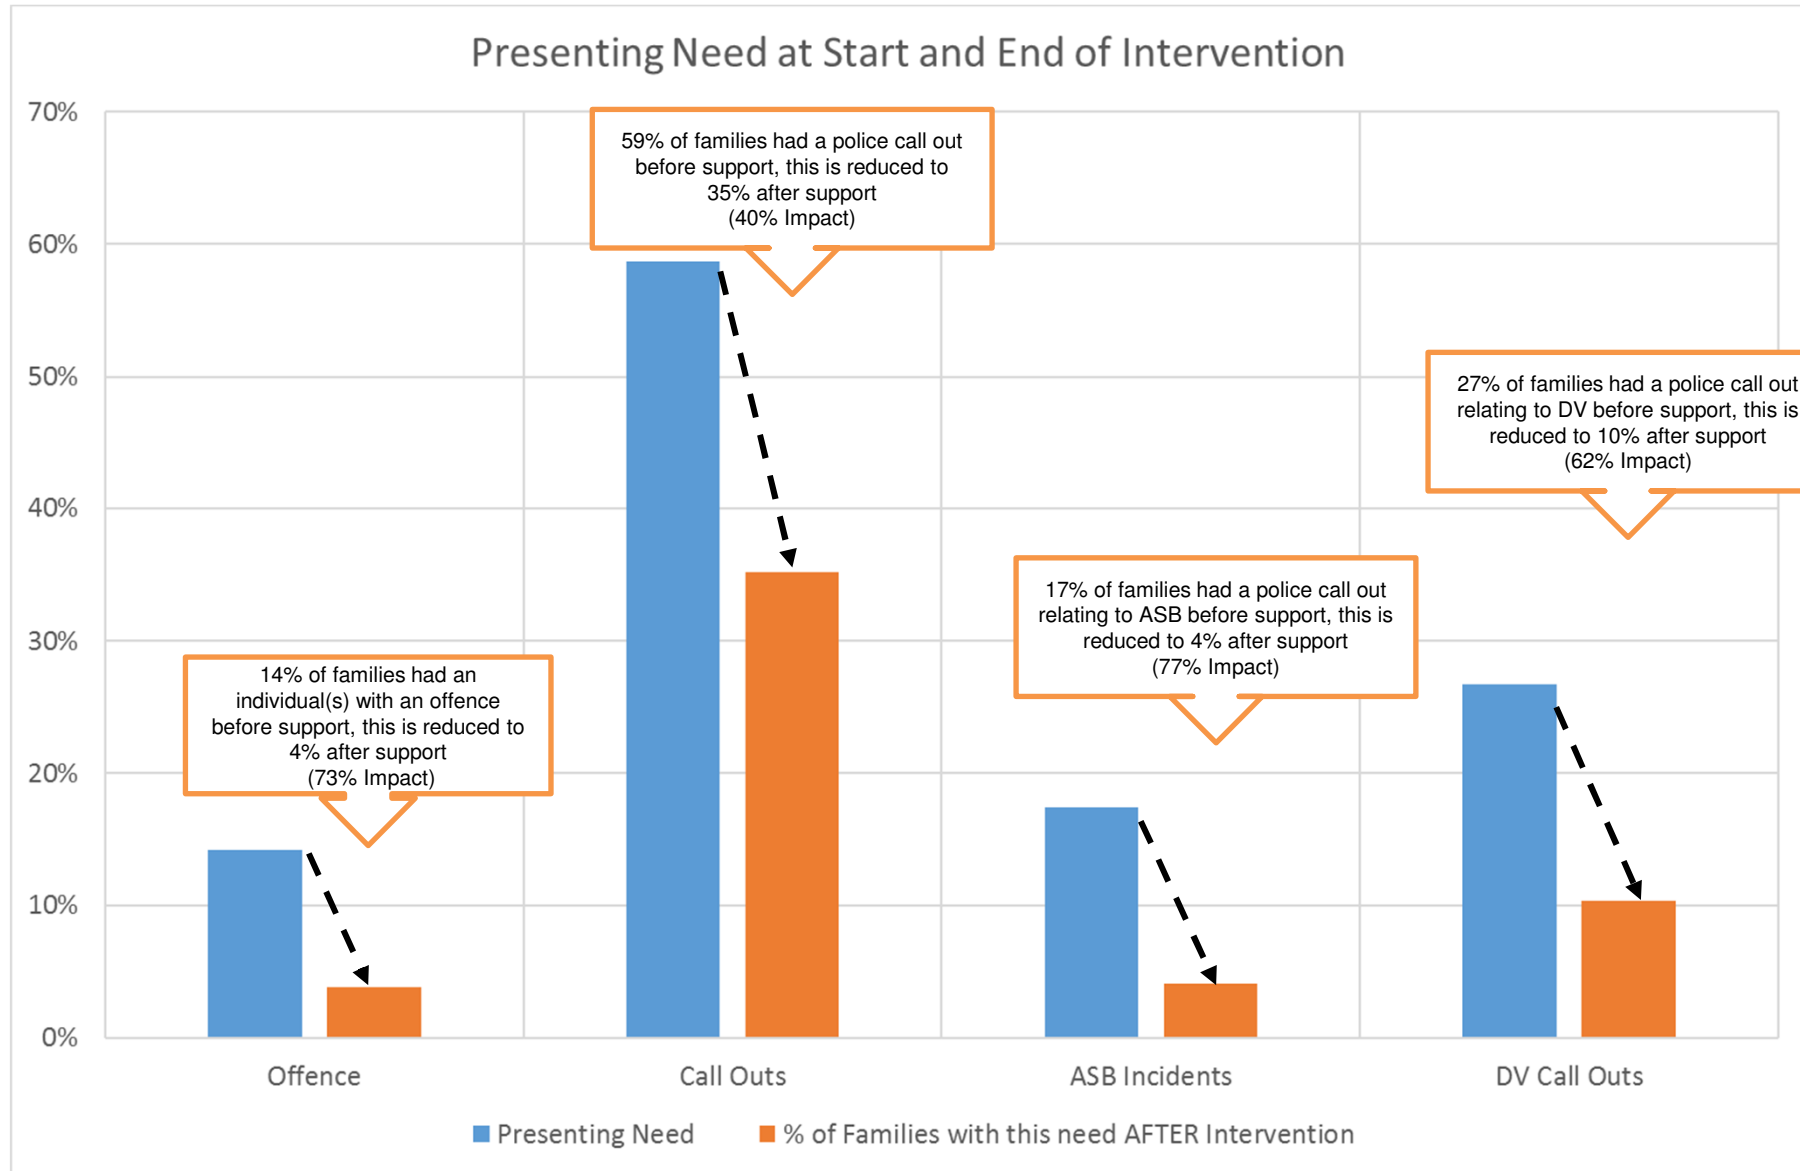 Presenting Need at Start and End of Intervention
70%
60%
50%
40%
30%
20%
10%
0%
59% of families had a police call out
before support, this is reduced to
35% after support
(40% Impact)
27% of families had a police call out
relating to DV before support, this is
reduced to 10% after support
(62% Impact)
17% of families had a police call out
relating to ASB before support, this is
reduced to 4% after support
(77% Impact)
14% of families had an
individual(s) with an offence
before support, this is reduced to
4% after support
(73% Impact)
Offence
Call Outs
ASB Incidents
DV Call Outs
Presenting Need
% of Families with this need AFTER Intervention